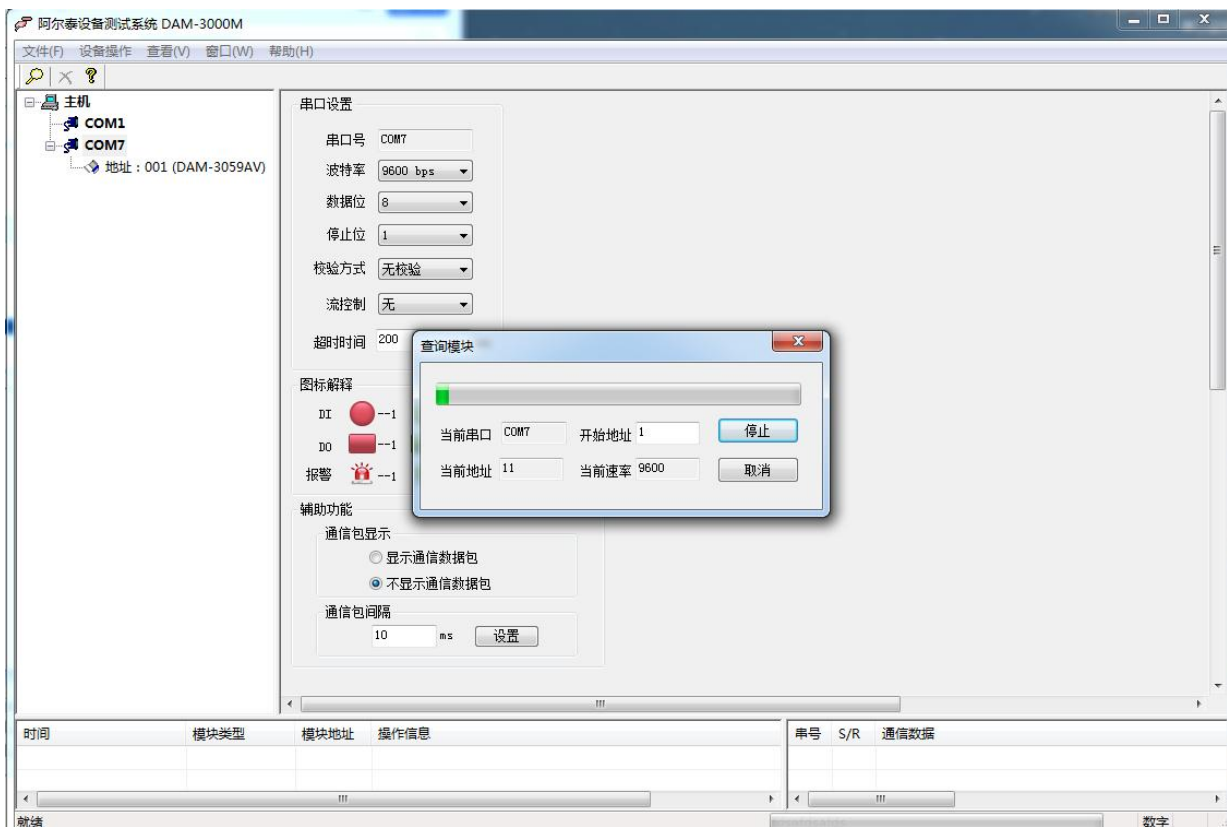 阿尔泰设备测试系统 DAM-3000M
文件(F) 设备操作 查看(V) 窗口(W) 帮助(H)
主机
COM1
COM7
地址：001 (DAM-3059AV)
串口设置
串口号 COM7
波特率 9600 bps
数据位 8
停止位 1
校验方式 无校验
流控制 无
超时时间 200
查询模块
当前串口 COM7 开始地址 1 停止
当前地址 11 当前速率 9600 取消
图标解释
DI --1
DO --1
报警 --1
辅助功能
通信包显示
显示通信数据包
不显示通信数据包
通信包间隔
10 ms 设置
时间 模块类型 模块地址 操作信息
串号 S/R 通信数据
就绪 数字